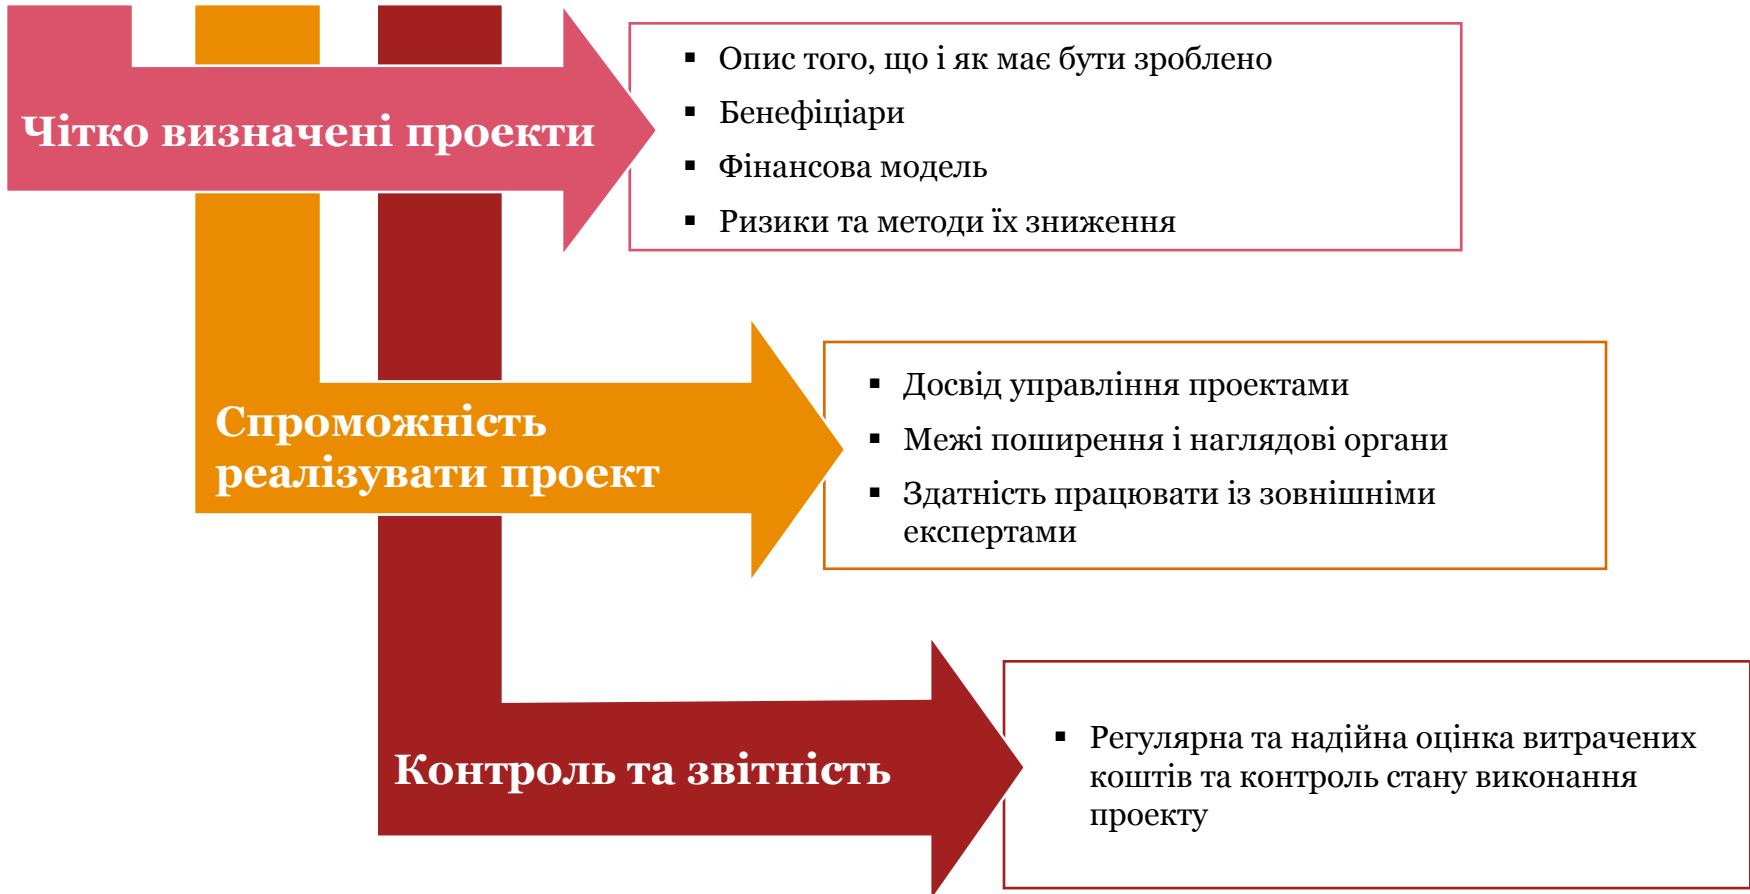 Чітко визначені проекти
▪ Опис того, що і як має бути зроблено
▪ Бенефіціари
▪ Фінансова модель
▪ Ризики та методи їх зниження
Спроможність
реалізувати проект
▪ Досвід управління проектами
▪ Межі поширення і наглядові органи
▪ Здатність працювати із зовнішніми
експертами
Контроль та звітність
▪ Регулярна та надійна оцінка витрачених
коштів та контроль стану виконання
проекту